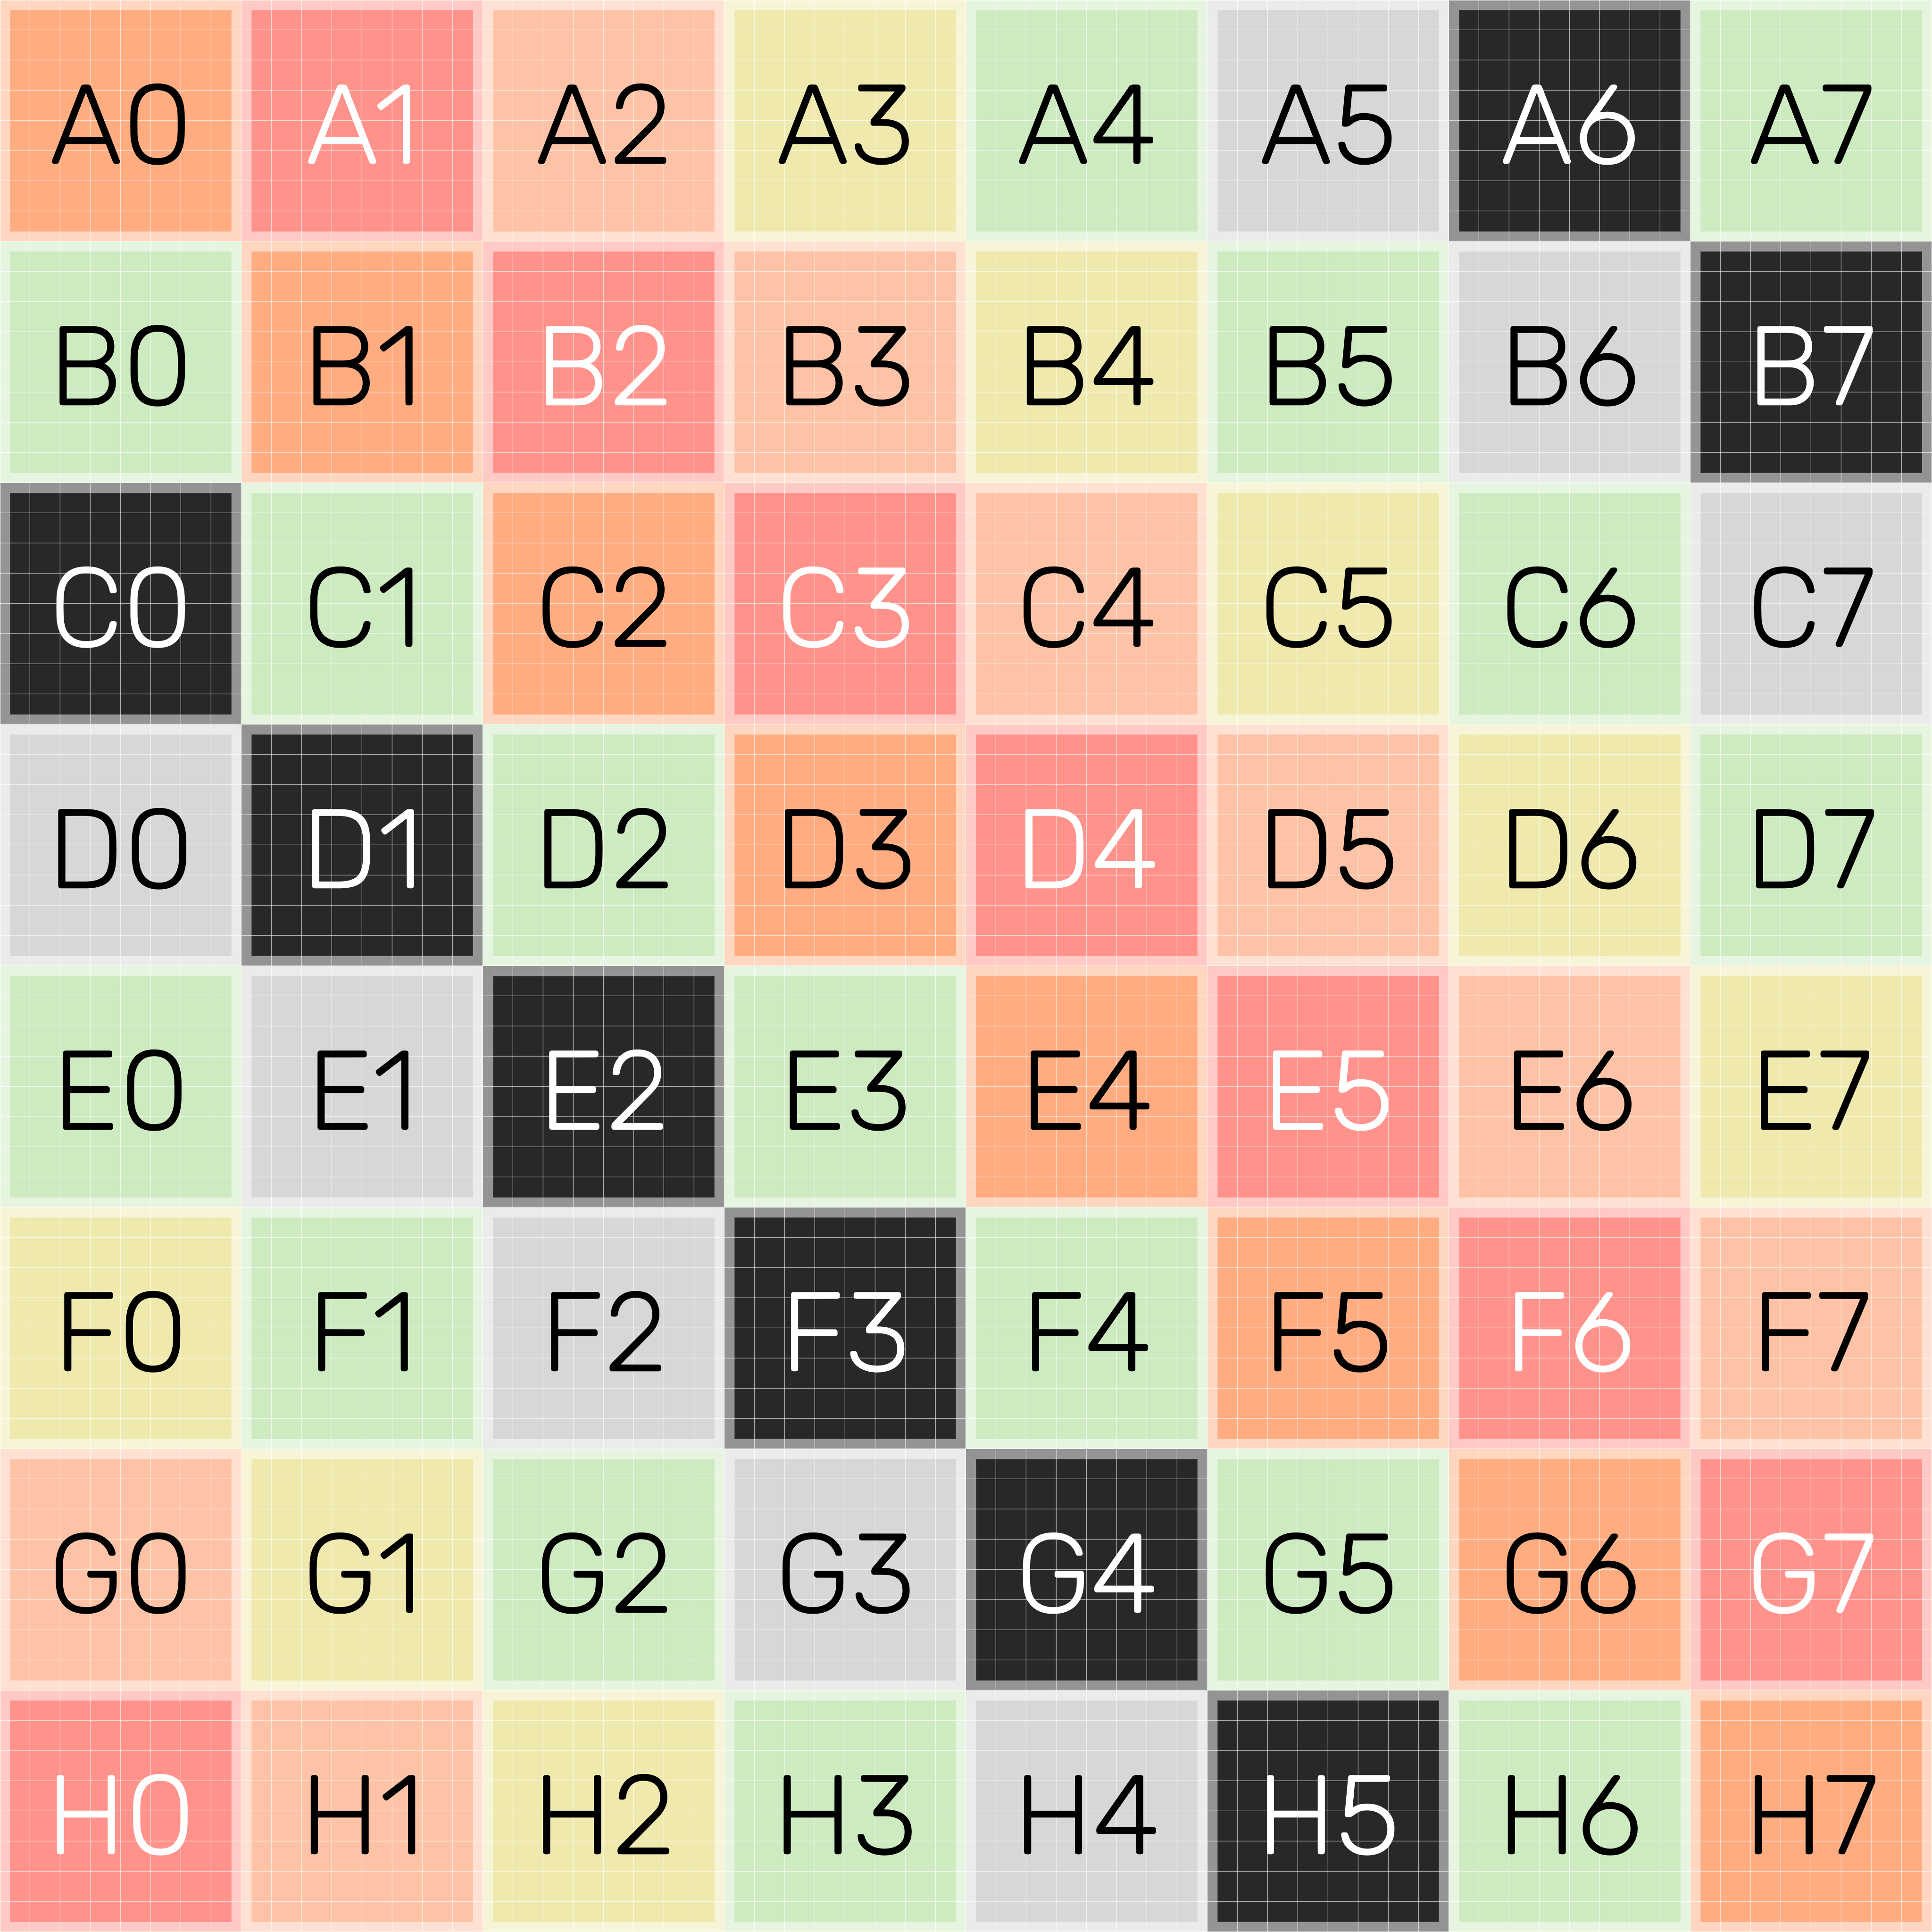 A0 A1 A2 A3 A4 A5 A6 A7
B0 B1 B2 B3 B4 B5 B6 B7
C0 C1 C2 C3 C4 C5 C6 C7
D0 D1 D2 D3 D4 D5 D6 D7
E0 E1 E2 E3 E4 E5 E6 E7
F0 F1 F2 F3 F4 F5 F6 F7
G0 G1 G2 G3 G4 G5 G6 G7
H0 H1 H2 H3 H4 H5 H6 H7